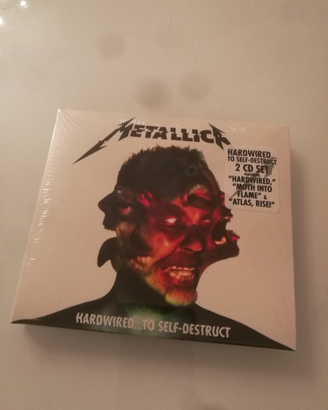 METALLICA
HARDWIRED...
TO SELF-DESTRUCT
2 CD SET
"HARDWIRED,"
"MOTH INTO
FLAME" &
"ATLAS, RISE!"
HARDWIRED...TO SELF-DESTRUCT